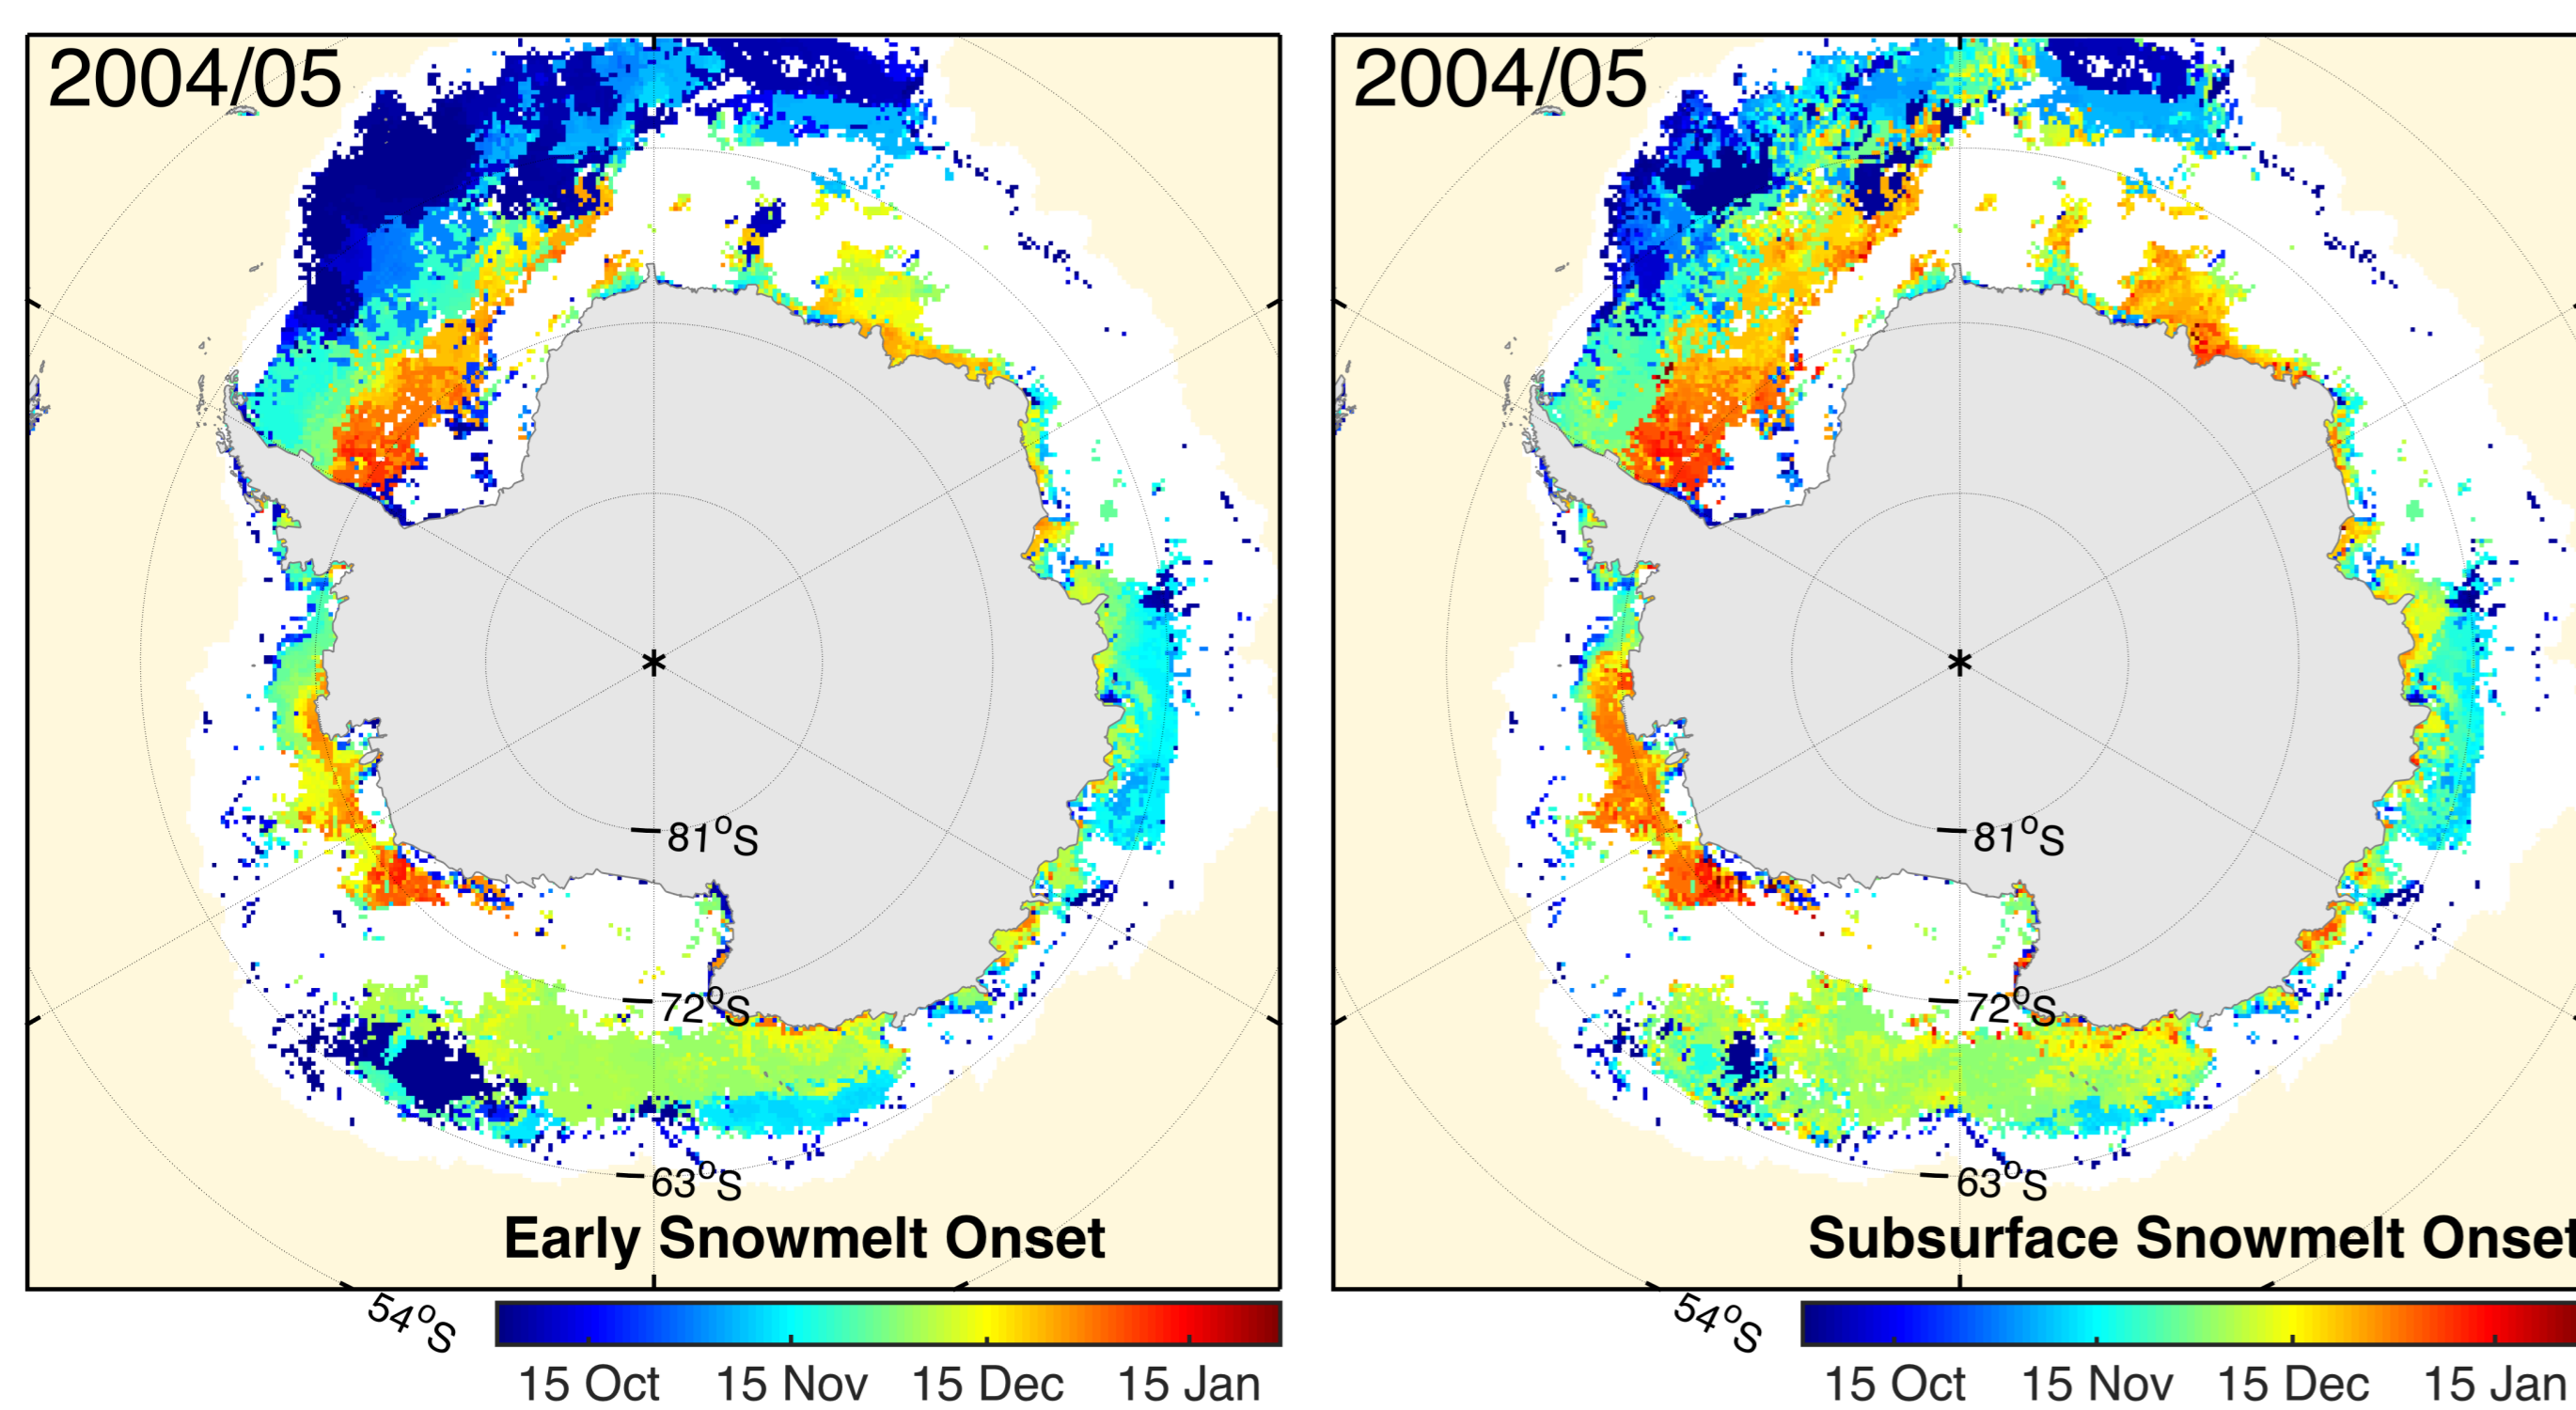 2004/05
81°S
72°S
63°S
Early Snowmelt Onset
54°S
15 Oct 15 Nov 15 Dec 15 Jan
2004/05
81°S
72°S
63°S
Subsurface Snowmelt Onset
54°S
15 Oct 15 Nov 15 Dec 15 Jan